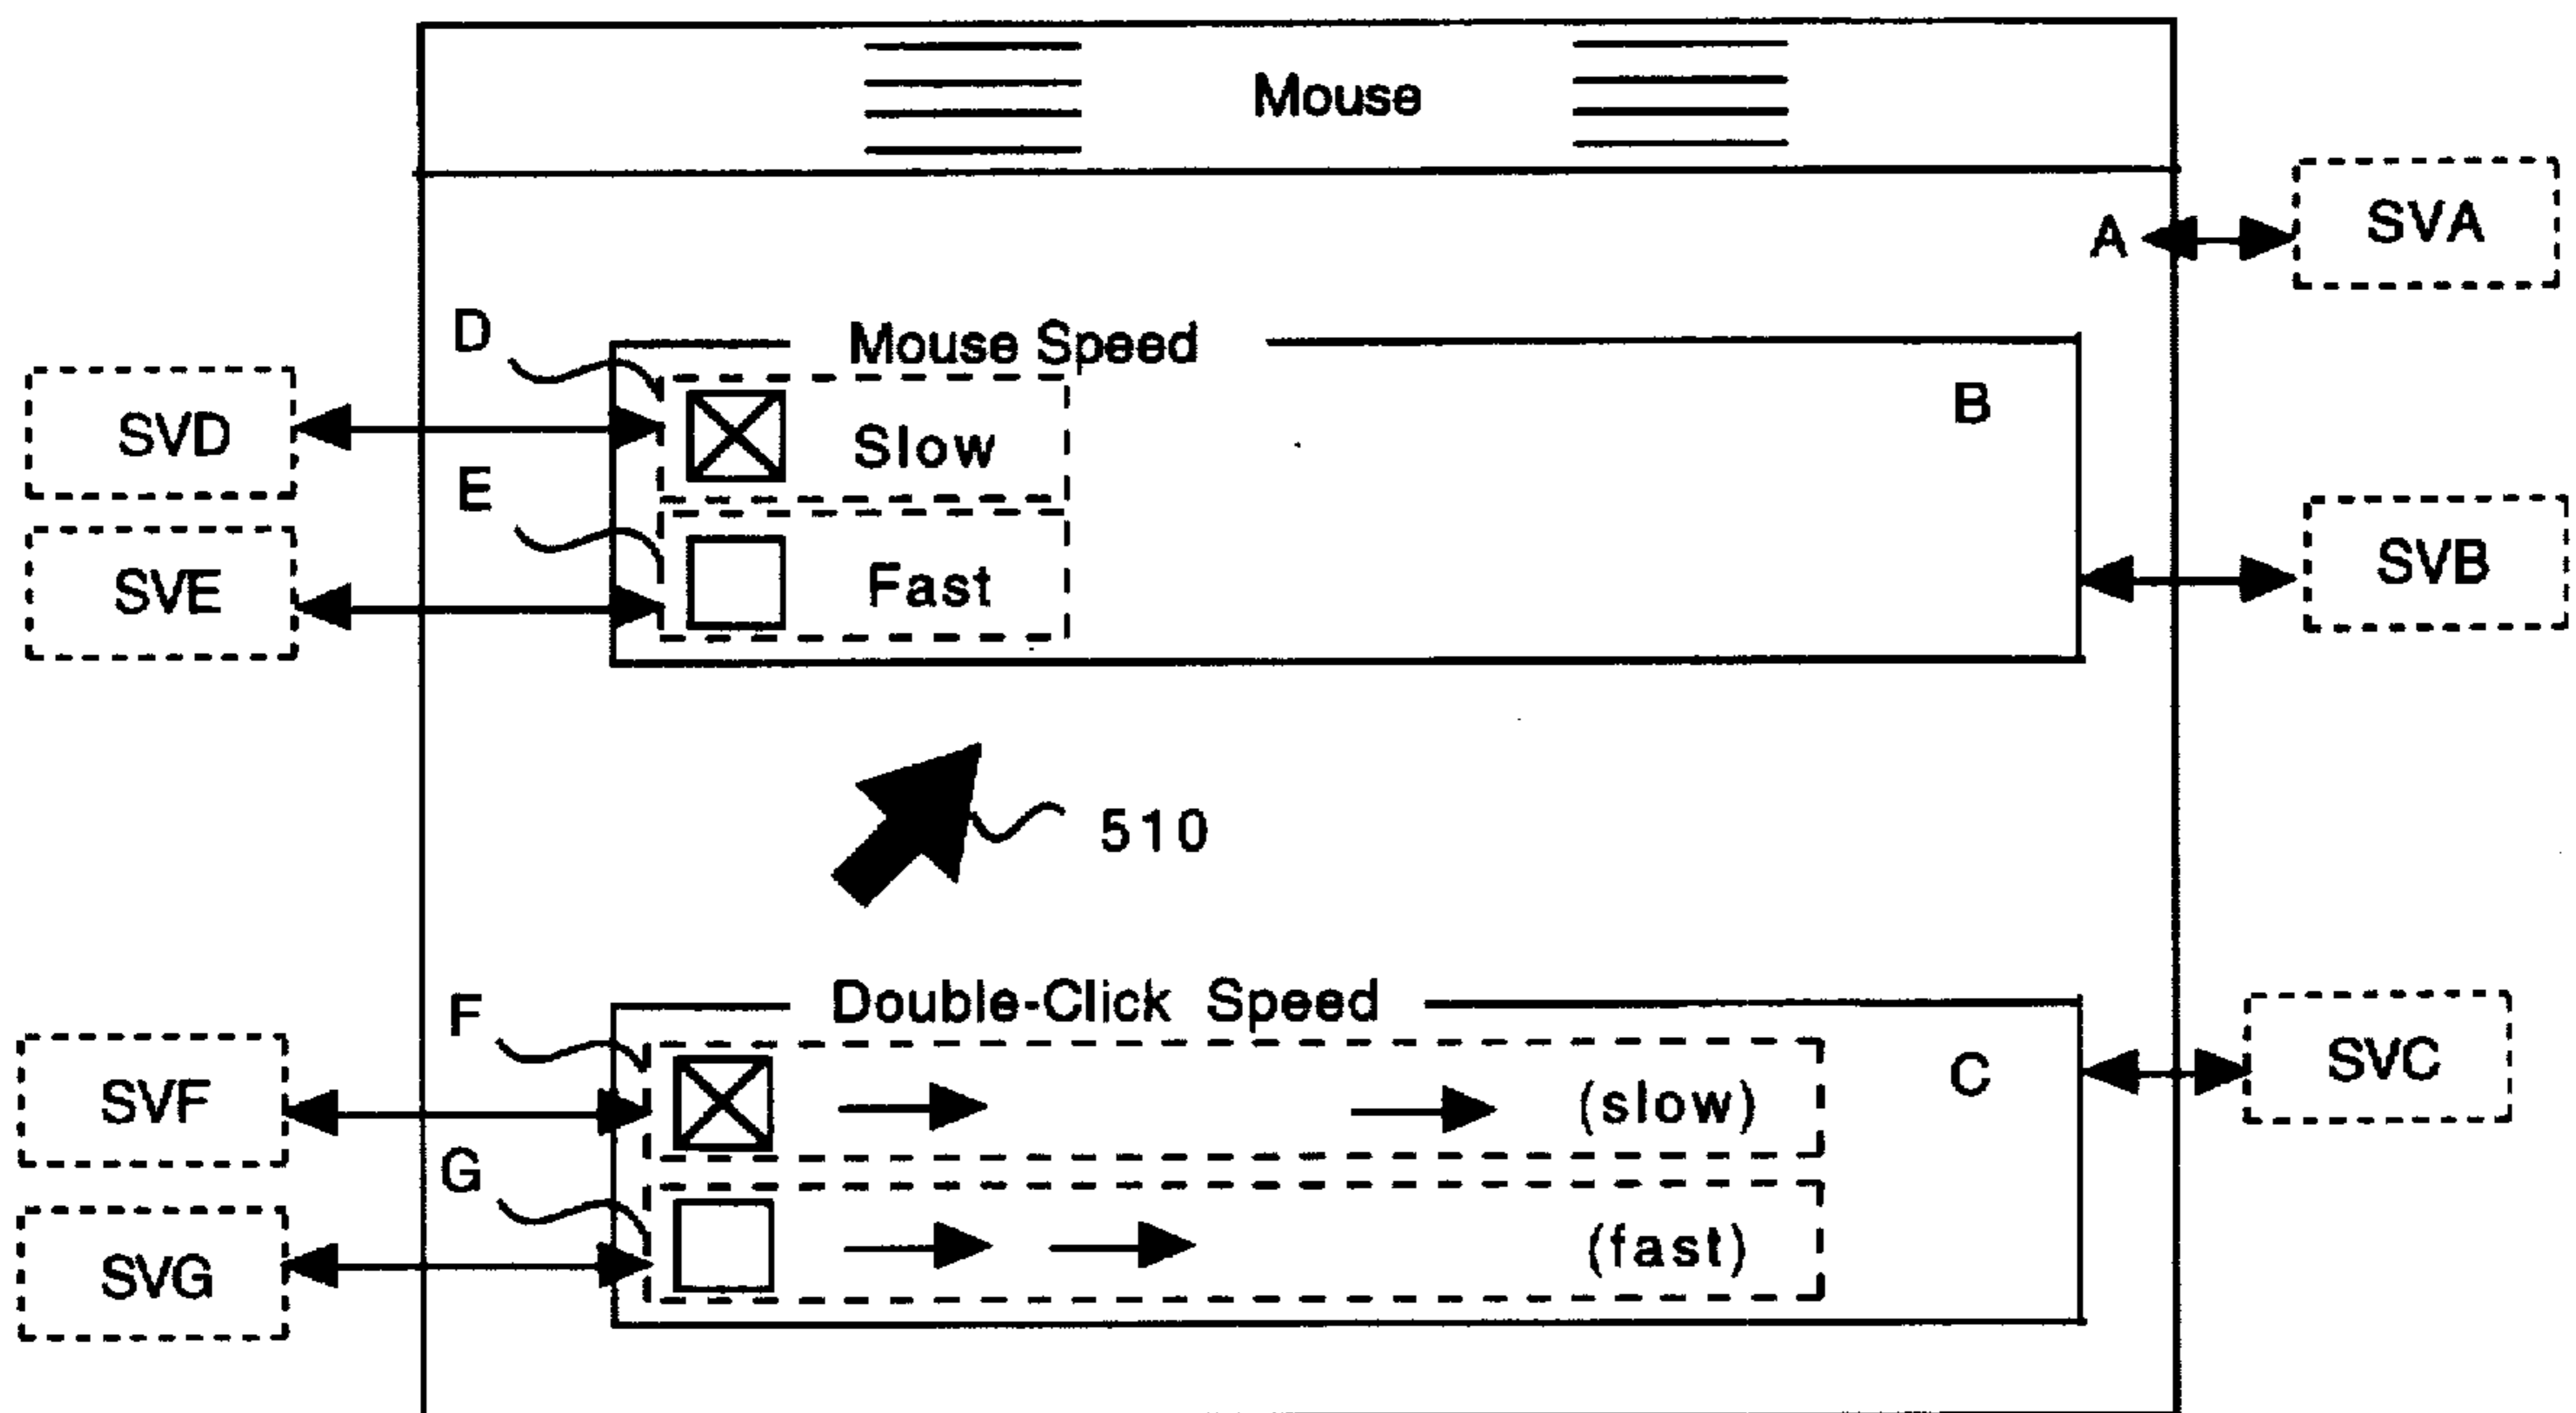 Mouse
A
SVA
D
Mouse Speed
SVD
Slow
B
E
SVE
Fast
SVB
510
F
Double-Click Speed
SVF
(slow)
C
SVC
G
SVG
(fast)